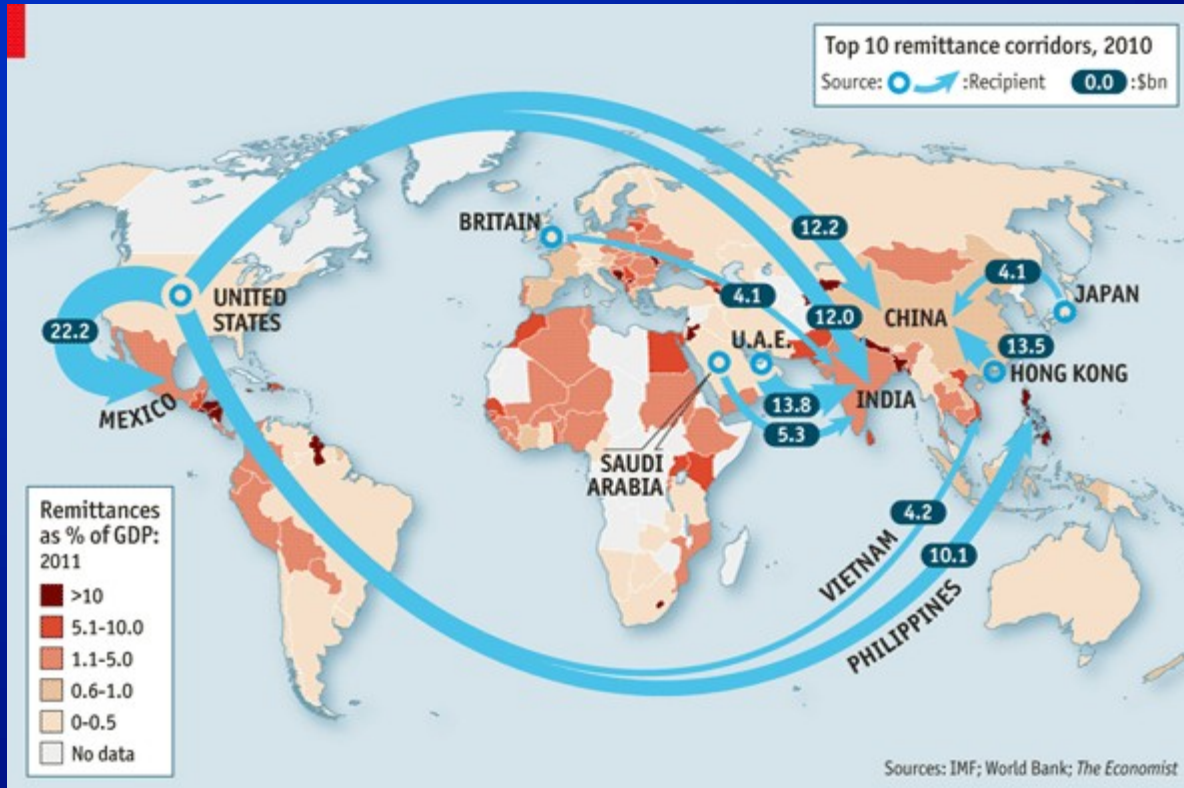 Top 10 remittance corridors, 2010
Source: :Recipient 0.0 :$bn
BRITAIN
12.2
4.1
4.1
JAPAN
UNITED
STATES
22.2
12.0
CHINA
U.A.E.
13.5
HONG KONG
MEXICO
13.8
INDIA
5.3
SAUDI
ARABIA
4.2
VIETNAM
10.1
PHILIPPINES
Remittances
as % of GDP:
2011
>10
5.1-10.0
1.1-5.0
0.6-1.0
0-0.5
No data
Sources: IMF; World Bank; The Economist